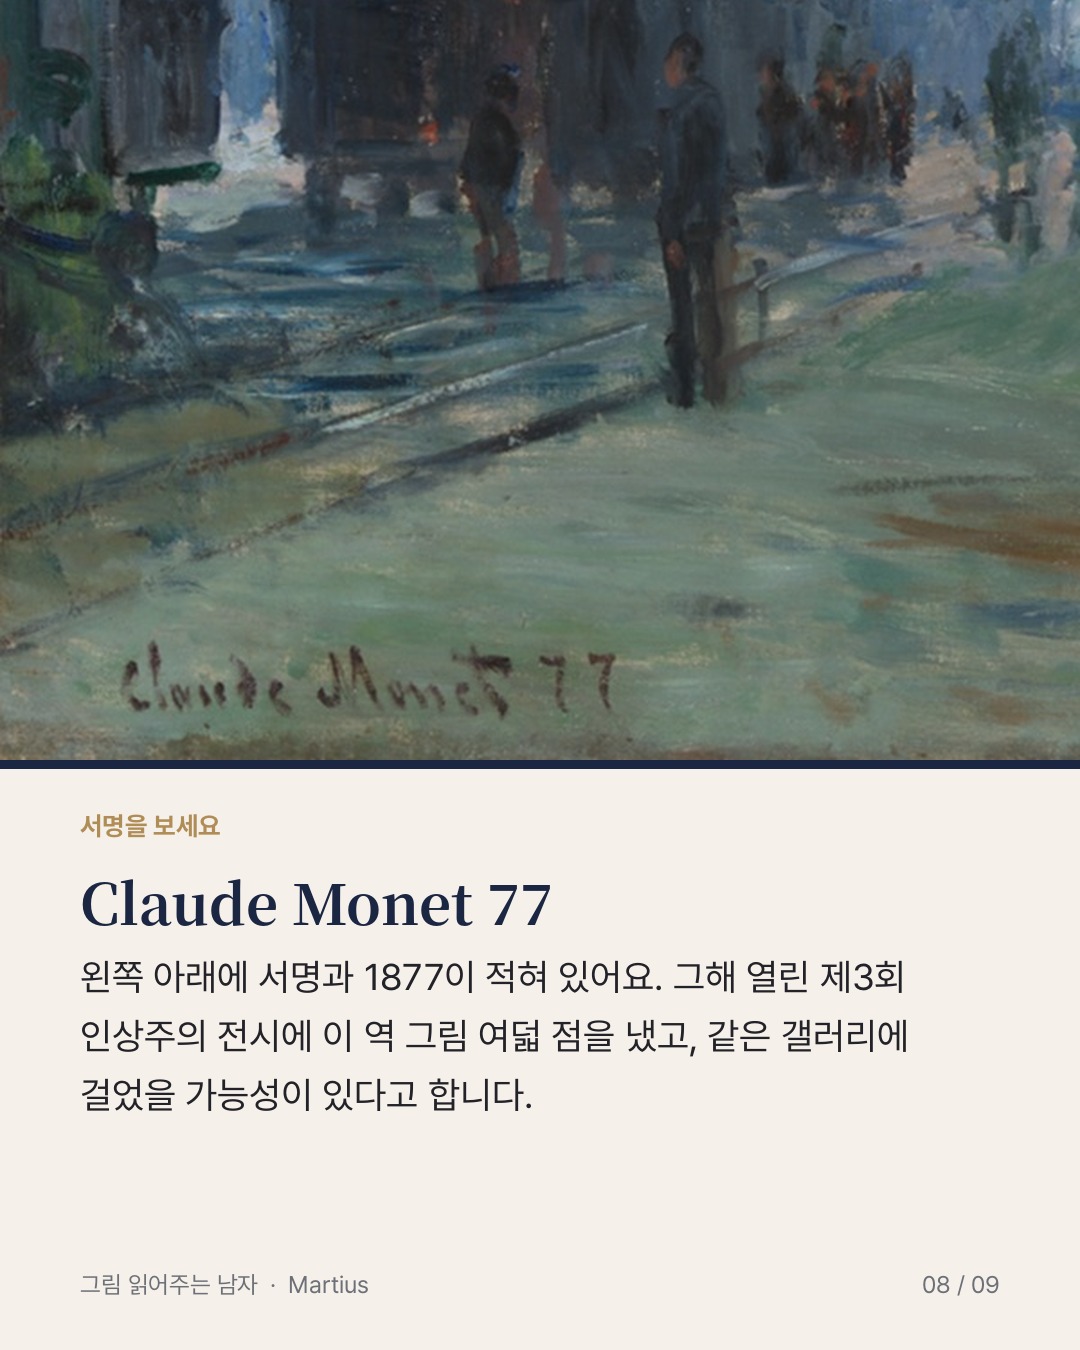 Claude Monet 77
서명을 보세요
Claude Monet 77
왼쪽 아래에 서명과 1877이 적혀 있어요. 그해 열린 제3회
인상주의 전시에 이 역 그림 여덟 점을 냈고, 같은 갤러리에
걸었을 가능성이 있다고 합니다.
그림 읽어주는 남자 · Martius
08 / 09